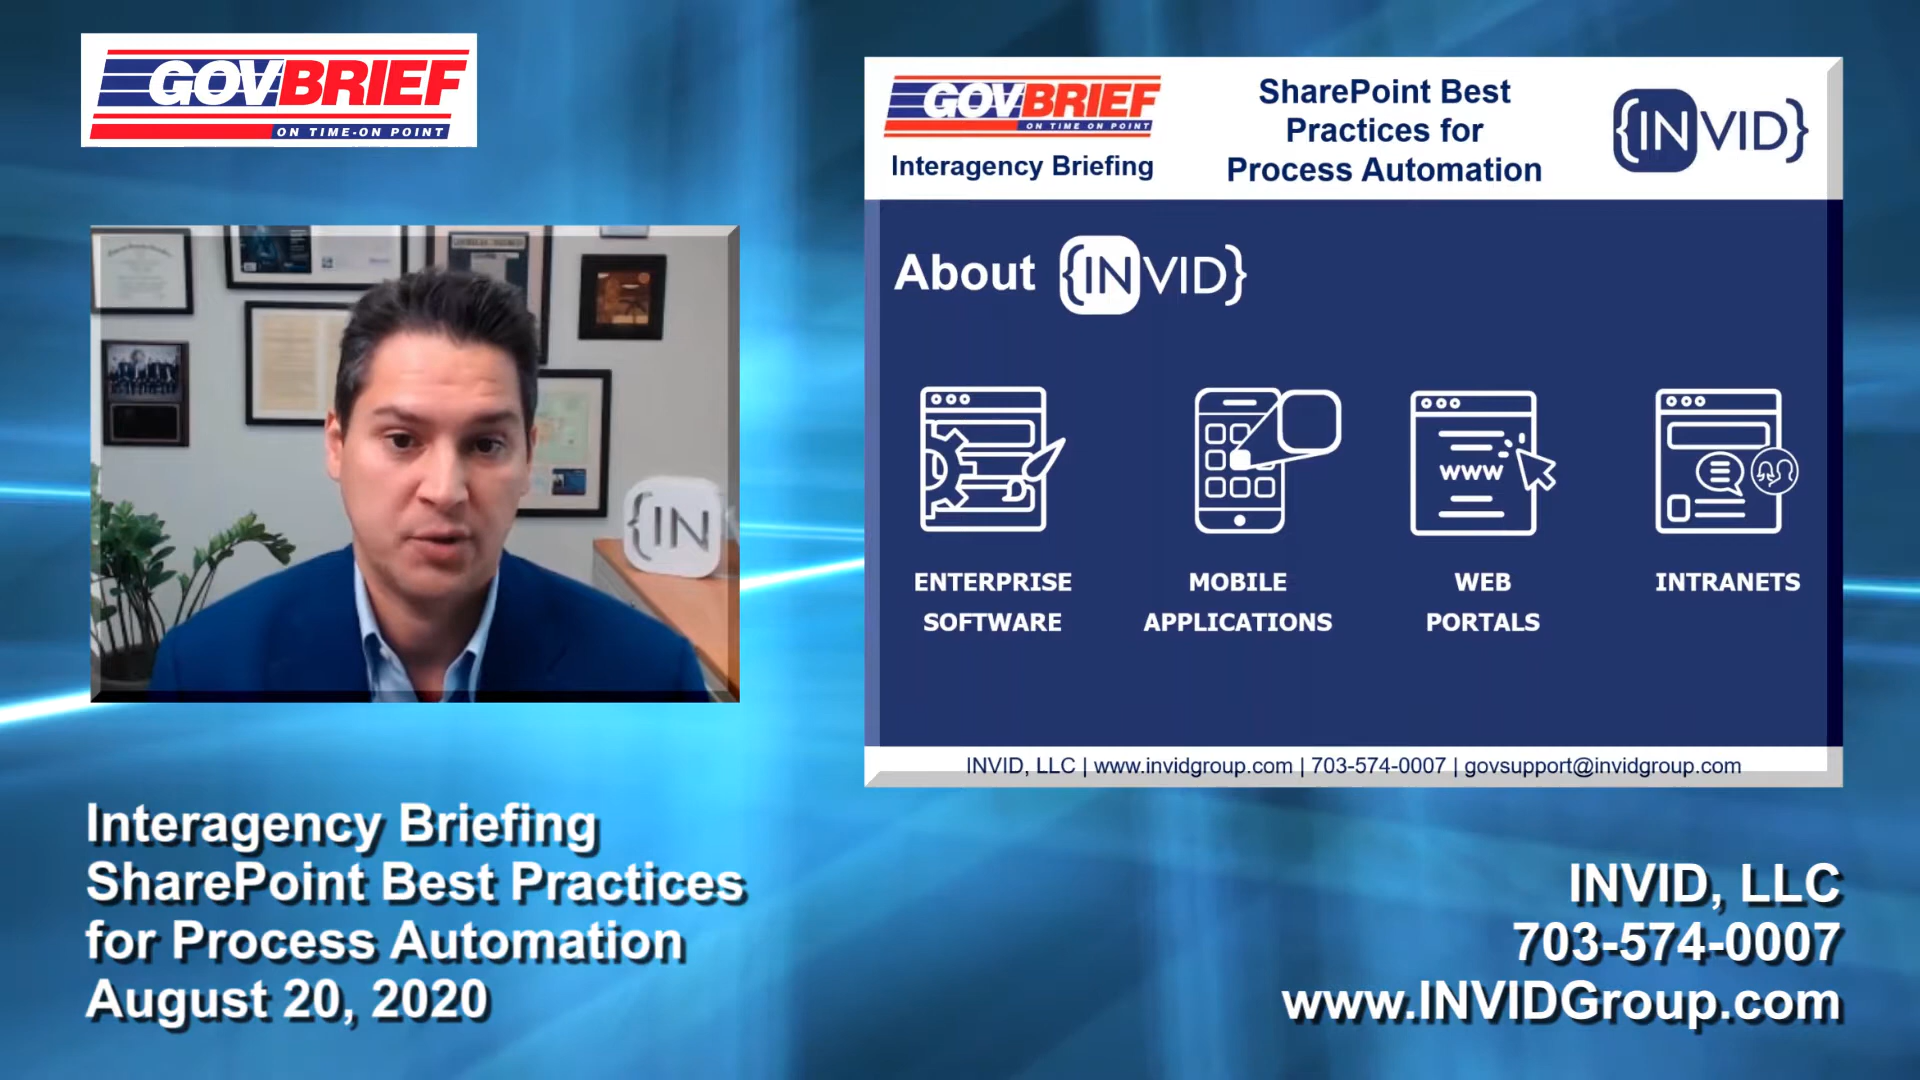 GOVBRIEF
ON TIME-ON POINT
{IN
Interagency Briefing
SharePoint Best Practices
for Process Automation
August 20, 2020
GOVBRIEF
ON TIME ON POINT
Interagency Briefing
SharePoint Best
Practices for
Process Automation
{INVID}
About {INVID}
www
ENTERPRISE
SOFTWARE
MOBILE
APPLICATIONS
WEB
PORTALS
INTRANETS
INVID, LLC | www.invidgroup.com | 703-574-0007 | govsupport@invidgroup.com
INVID, LLC
703-574-0007
www.INVIDGroup.com